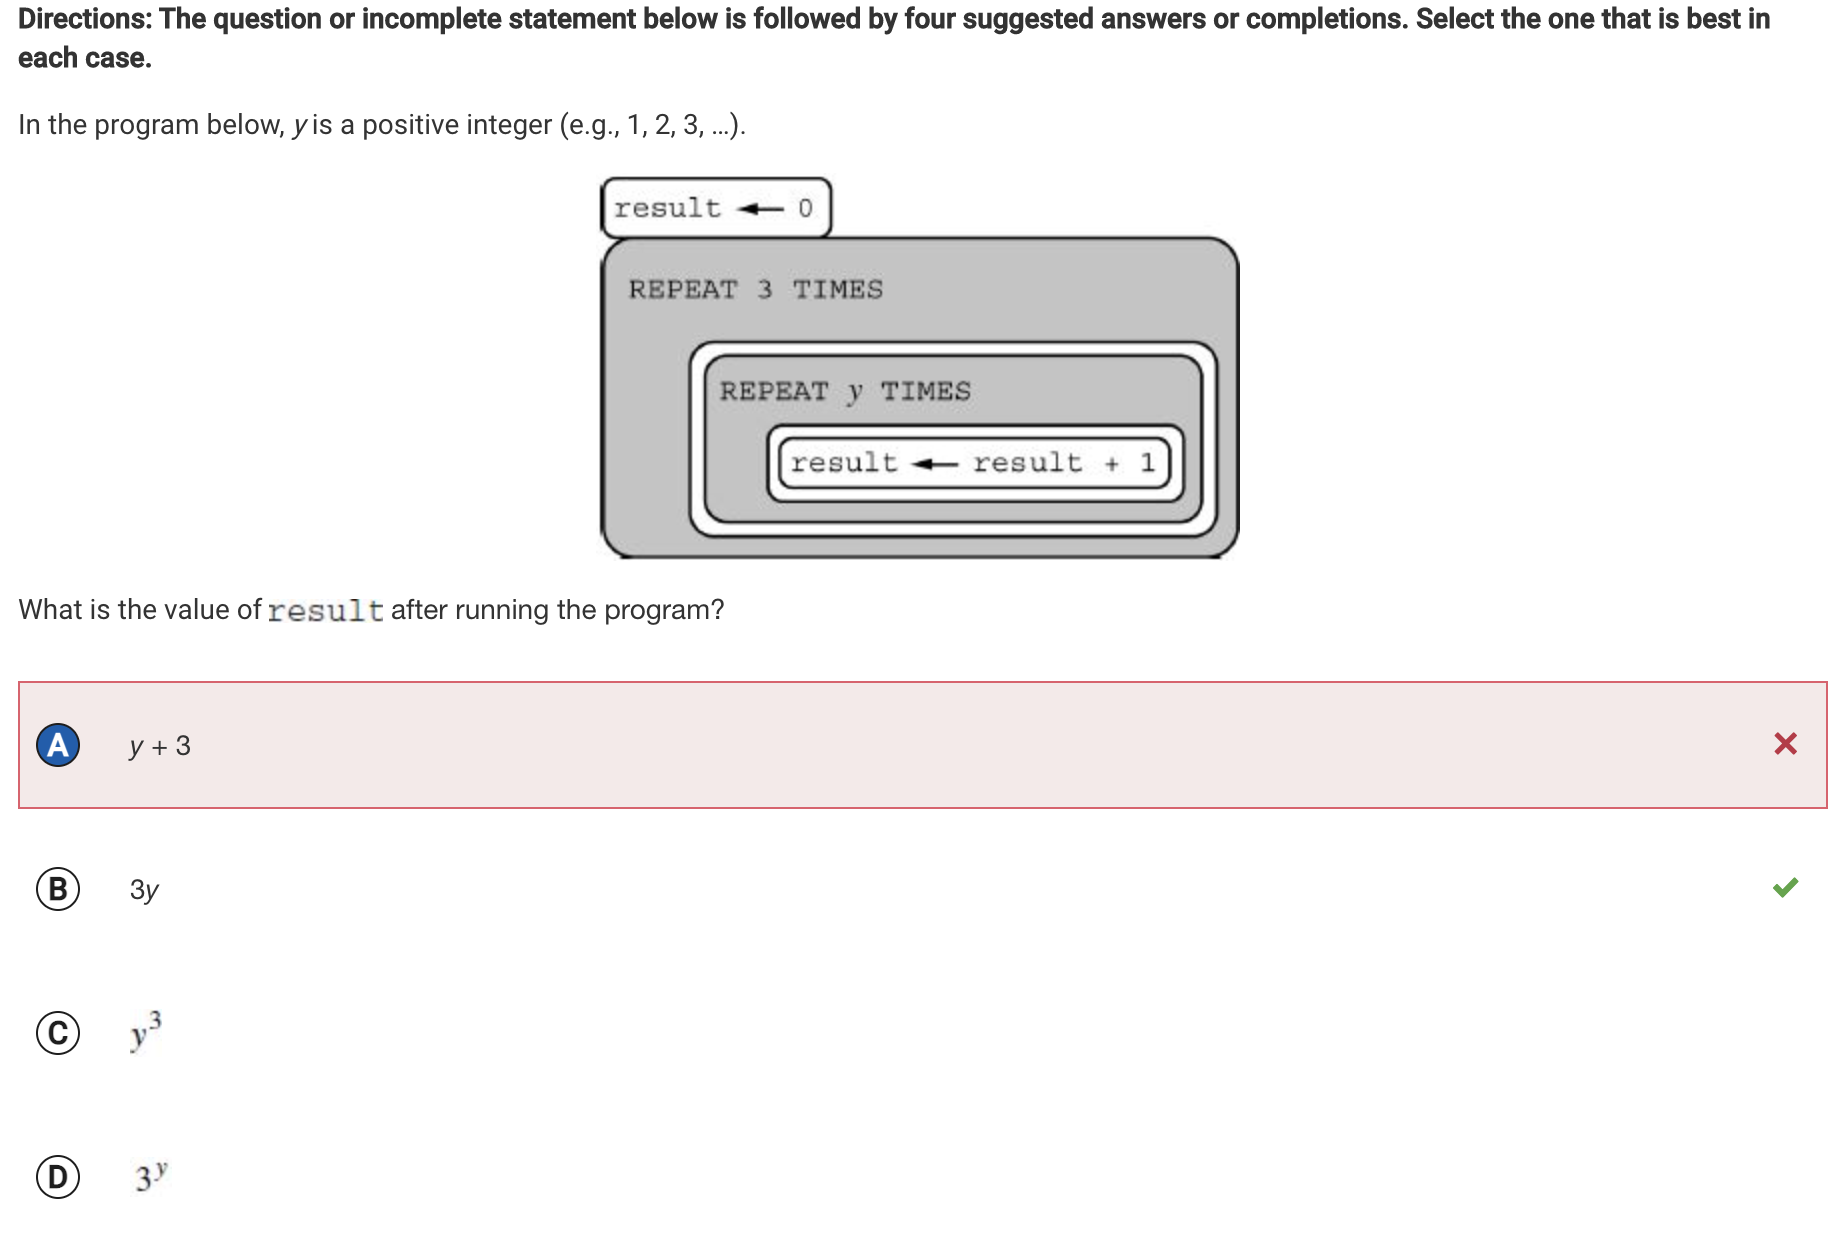 Directions: The question or incomplete statement below is followed by four suggested answers or completions. Select the one that is best in
each case.
In the program below, y is a positive integer (e.g., 1, 2, 3, ...).
result ← 0
REPEAT 3 TIMES
REPEAT y TIMES
result ← result + 1
What is the value of result after running the program?
A y + 3
B 3y
C y³
D 3ʸ